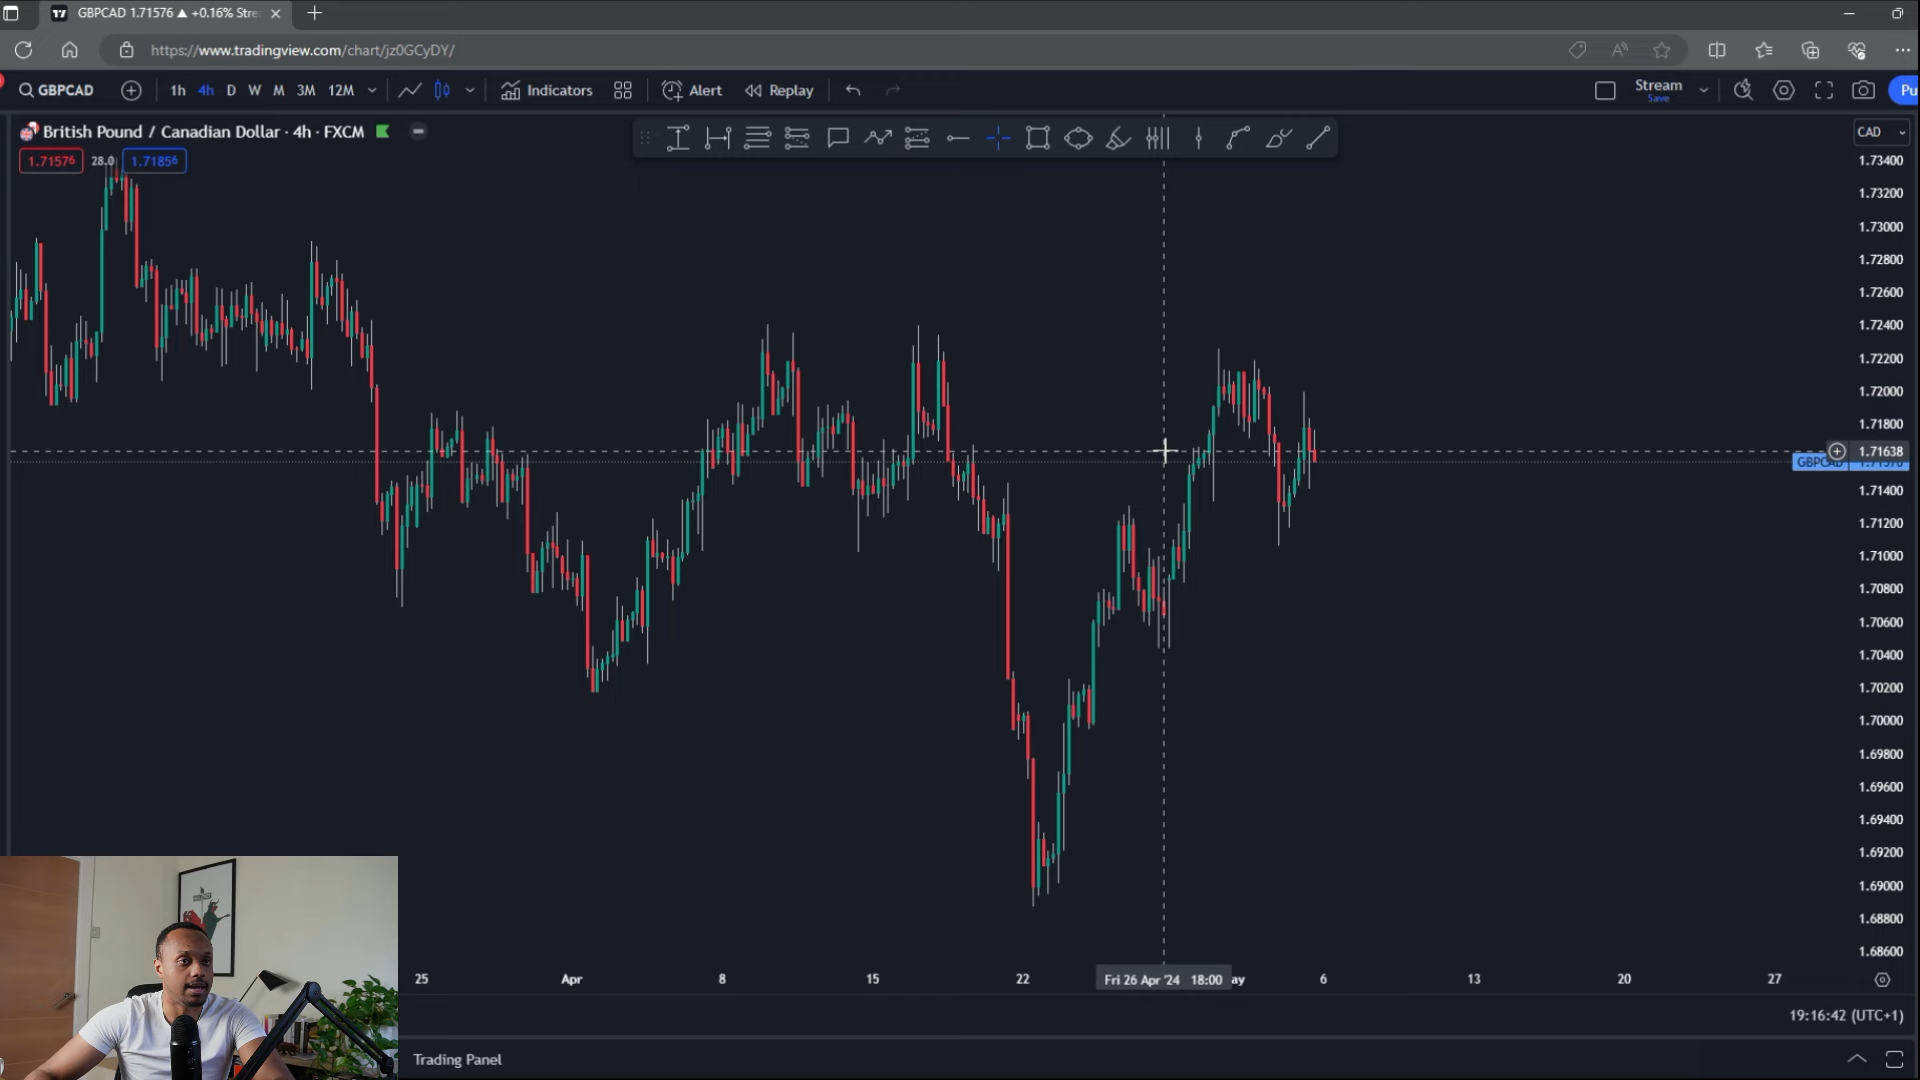 GBPCAD 1.71576 ▲ +0.16% Stre
https://www.tradingview.com/chart/jz0GCyDY/
GBPCAD 1h 4h D W M 3M 12M Indicators Alert Replay Stream Save Pu
British Pound / Canadian Dollar · 4h · FXCM
CAD
1.71576 28.0 1.71856
1.73400
1.73200
1.73000
1.72800
1.72600
1.72400
1.72200
1.72000
1.71800
1.71638
GBPCAD
1.71400
1.71200
1.71000
1.70800
1.70600
1.70400
1.70200
1.70000
1.69800
1.69600
1.69400
1.69200
1.69000
1.68800
1.68600
25 Apr 8 15 22 Fri 26 Apr '24 18:00 ay 6 13 20 27
19:16:42 (UTC+1)
Trading Panel